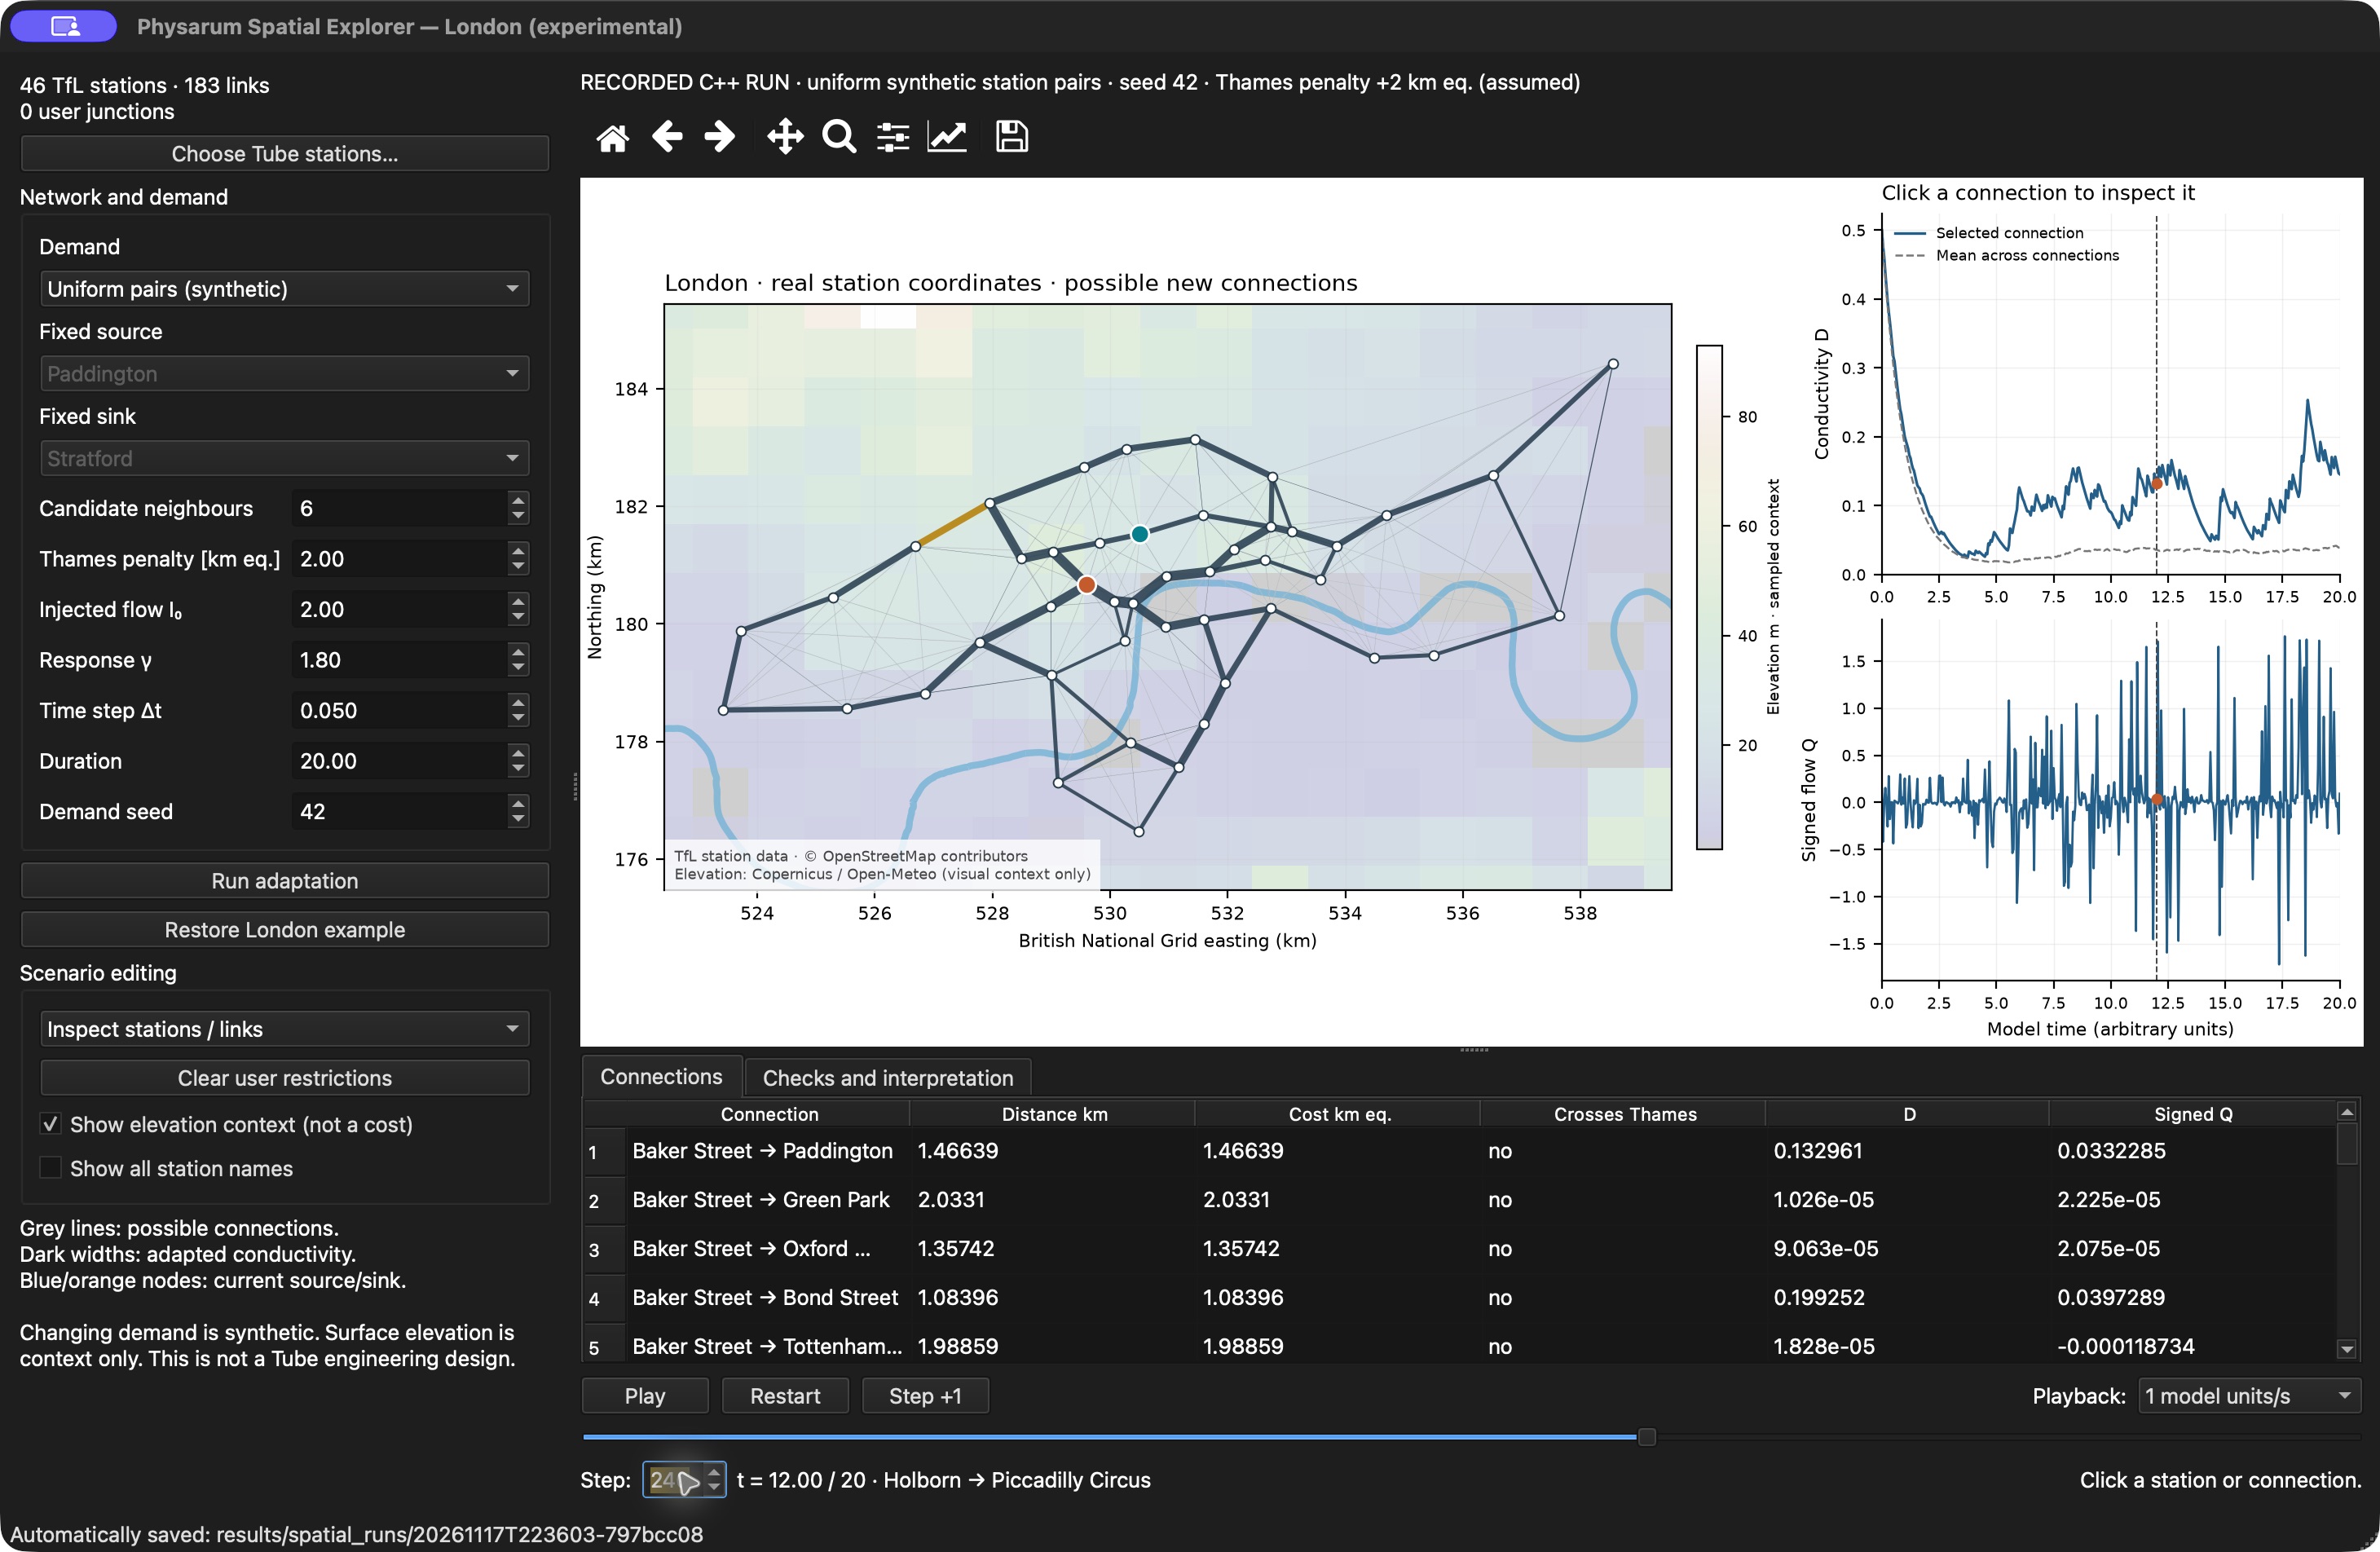 Physarum Spatial Explorer — London (experimental)
46 TfL stations · 183 links
0 user junctions
Choose Tube stations...
Network and demand
Demand
Uniform pairs (synthetic)
Fixed source
Paddington
Fixed sink
Stratford
Candidate neighbours 6
Thames penalty [km eq.] 2.00
Injected flow I₀ 2.00
Response γ 1.80
Time step Δt 0.050
Duration 20.00
Demand seed 42
Run adaptation
Restore London example
Scenario editing
Inspect stations / links
Clear user restrictions
Show elevation context (not a cost)
Show all station names
Grey lines: possible connections.
Dark widths: adapted conductivity.
Blue/orange nodes: current source/sink.
Changing demand is synthetic. Surface elevation is
context only. This is not a Tube engineering design.
RECORDED C++ RUN · uniform synthetic station pairs · seed 42 · Thames penalty +2 km eq. (assumed)
London · real station coordinates · possible new connections
Northing (km)
184
182
180
178
176
TfL station data · © OpenStreetMap contributors
Elevation: Copernicus / Open-Meteo (visual context only)
524 526 528 530 532 534 536 538
British National Grid easting (km)
80
60
40
20
Elevation m · sampled context
Click a connection to inspect it
Selected connection
Mean across connections
Conductivity D
0.5
0.4
0.3
0.2
0.1
0.0
0.0 2.5 5.0 7.5 10.0 12.5 15.0 17.5 20.0
Signed flow Q
1.5
1.0
0.5
0.0
−0.5
−1.0
−1.5
0.0 2.5 5.0 7.5 10.0 12.5 15.0 17.5 20.0
Model time (arbitrary units)
Connections Checks and interpretation
Connection Distance km Cost km eq. Crosses Thames D Signed Q
1 Baker Street → Paddington 1.46639 1.46639 no 0.132961 0.0332285
2 Baker Street → Green Park 2.0331 2.0331 no 1.026e-05 2.225e-05
3 Baker Street → Oxford ... 1.35742 1.35742 no 9.063e-05 2.075e-05
4 Baker Street → Bond Street 1.08396 1.08396 no 0.199252 0.0397289
5 Baker Street → Tottenham... 1.98859 1.98859 no 1.828e-05 -0.000118734
Play Restart Step +1 Playback: 1 model units/s
Step: t = 12.00 / 20 · Holborn → Piccadilly Circus Click a station or connection.
Automatically saved: results/spatial_runs/20261117T223603-797bcc08